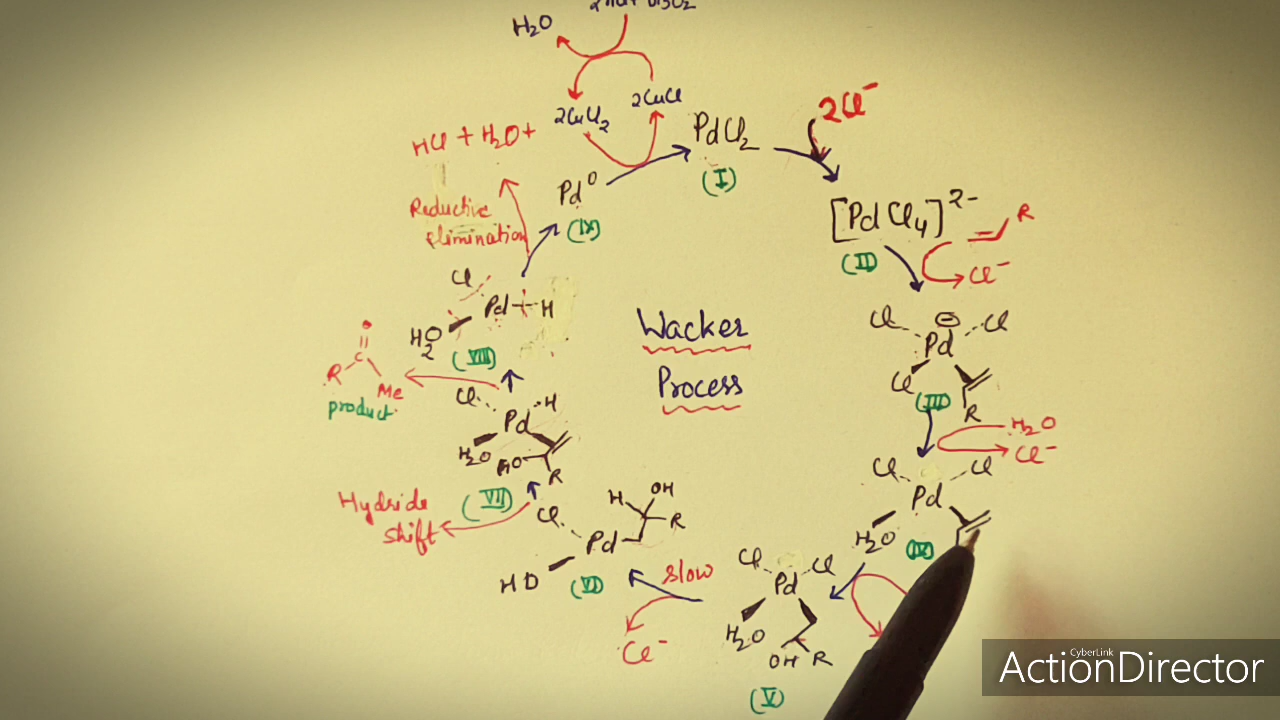 H₂O
2CuCl₂
2CuCl
2Cl⁻
HCl + H₂O +
PdCl₂
(I)
Pd⁰
(IX)
Reductive
elimination
[PdCl₄]²⁻
(II)
R
Cl⁻
Cl
Pd
H
H₂O
(VIII)
Wacker
Process
Cl
⊖
Cl
Pd
Cl
(III)
R
O
C
R
Me
product
Cl
H
Pd
H₂O
HO
R
(VII)
H₂O
Cl⁻
Cl
Cl
Pd
H₂O
(IV)
Hydride
shift
Cl
H
OH
R
Pd
HO
(VI)
slow
Cl⁻
Cl
Cl
Pd
H₂O
OH
R
(V)
CyberLink
ActionDirector